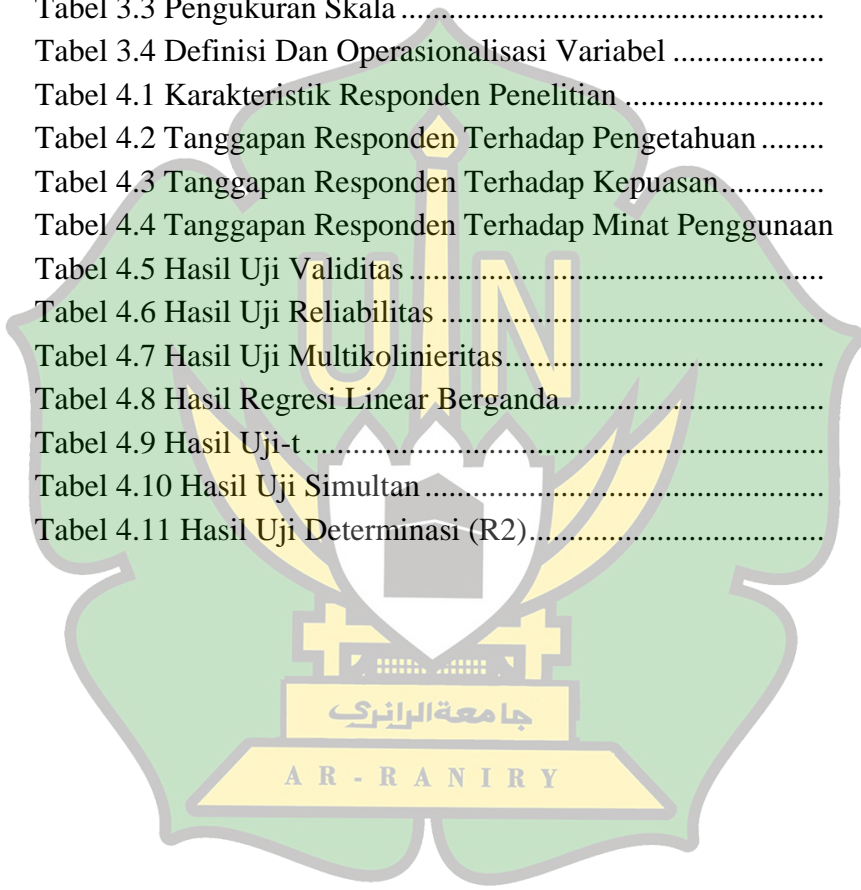 Tabel 3.3 Pengukuran Skala ........................................
Tabel 3.4 Definisi Dan Operasionalisasi Variabel ..................
Tabel 4.1 Karakteristik Responden Penelitian .......................
Tabel 4.2 Tanggapan Responden Terhadap Pengetahuan ........
Tabel 4.3 Tanggapan Responden Terhadap Kepuasan.............
Tabel 4.4 Tanggapan Responden Terhadap Minat Penggunaan
Tabel 4.5 Hasil Uji Validitas ................................................
Tabel 4.6 Hasil Uji Reliabilitas ............................................
Tabel 4.7 Hasil Uji Multikolinieritas.....................................
Tabel 4.8 Hasil Regresi Linear Berganda..............................
Tabel 4.9 Hasil Uji-t ............................................................
Tabel 4.10 Hasil Uji Simultan ..............................................
Tabel 4.11 Hasil Uji Determinasi (R2)..................................
UIN
جامعةالرانري
AR-RANIRY